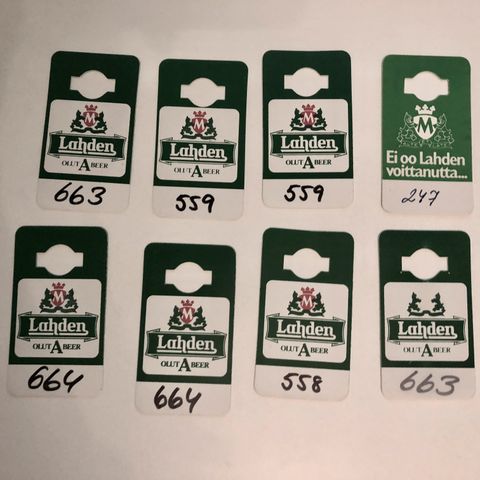 M
Lahden
OLUT A BEER
663
M
Lahden
OLUT A BEER
559
M
Lahden
OLUT A BEER
559
M
Ei oo Lahden
voittanutta...
247
M
Lahden
OLUT A BEER
664
M
Lahden
OLUT A BEER
664
M
Lahden
OLUT A BEER
558
Lahden
OLUT A BEER
663